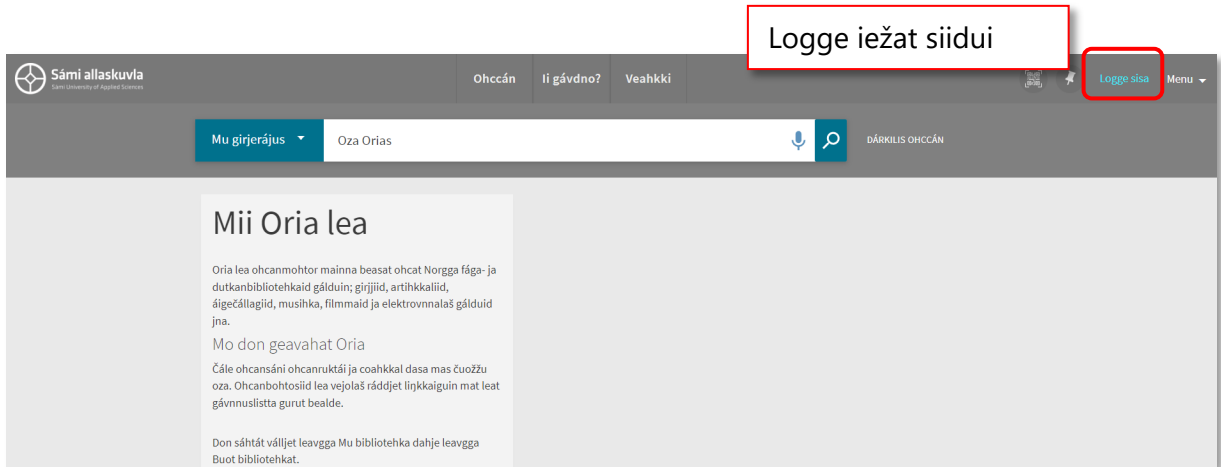 Logge iežat siidui
Sámi allaskuvla
Sámi University of Applied Sciences
Ohccán
Ii gávdno?
Veahkki
Logge sisa
Menu
Mu girjerájus
Oza Orias
DÁRKILIS OHCCÁN
Mii Oria lea
Oria lea ohcanmohtor mainna beasat ohcat Norgga fága- ja
dutkanbibliotehkaid gálduin; girjjiid, artihkkaliid,
áigečállagiid, musihka, filmmaid ja elektrovnnalaš gálduid
jna.
Mo don geavahat Oria
Čále ohcansáni ohcanruktái ja coahkkal dasa mas čuožžu
oza. Ohcanbohtosiid lea vejolaš ráddjet liŋkkaiguin mat leat
gávnnuslistta gurut bealde.
Don sáhtát válljet leavgga Mu bibliotehka dahje leavgga
Buot bibliotehkat.